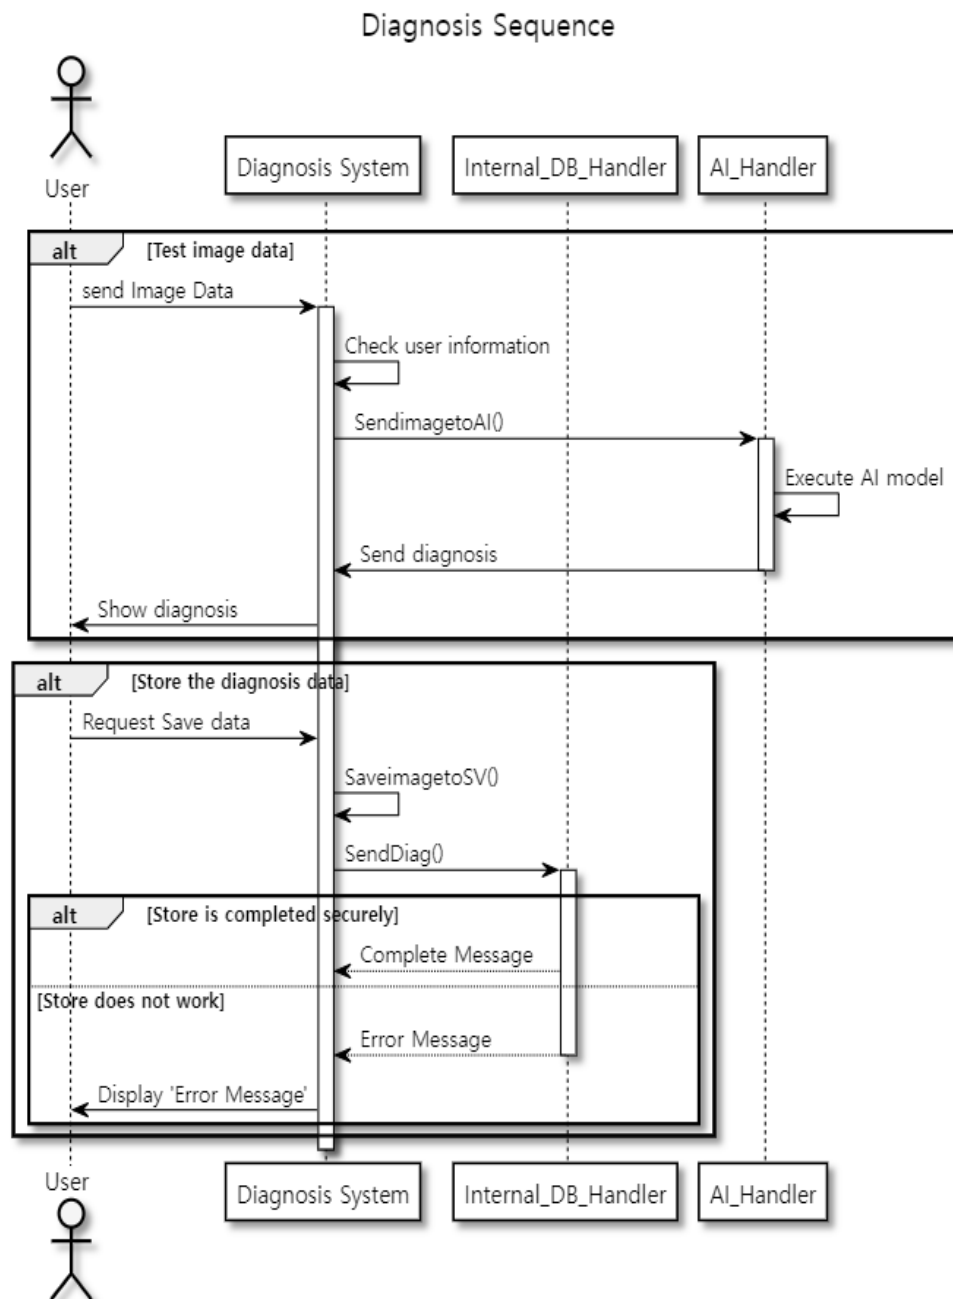 Diagnosis Sequence
User
Diagnosis System
Internal_DB_Handler
AI_Handler
alt
[Test image data]
send Image Data
Check user information
SendimagetoAI()
Execute AI model
Send diagnosis
Show diagnosis
alt
[Store the diagnosis data]
Request Save data
SaveimagetoSV()
SendDiag()
alt
[Store is completed securely]
Complete Message
[Store does not work]
Error Message
Display 'Error Message'
User
Diagnosis System
Internal_DB_Handler
AI_Handler